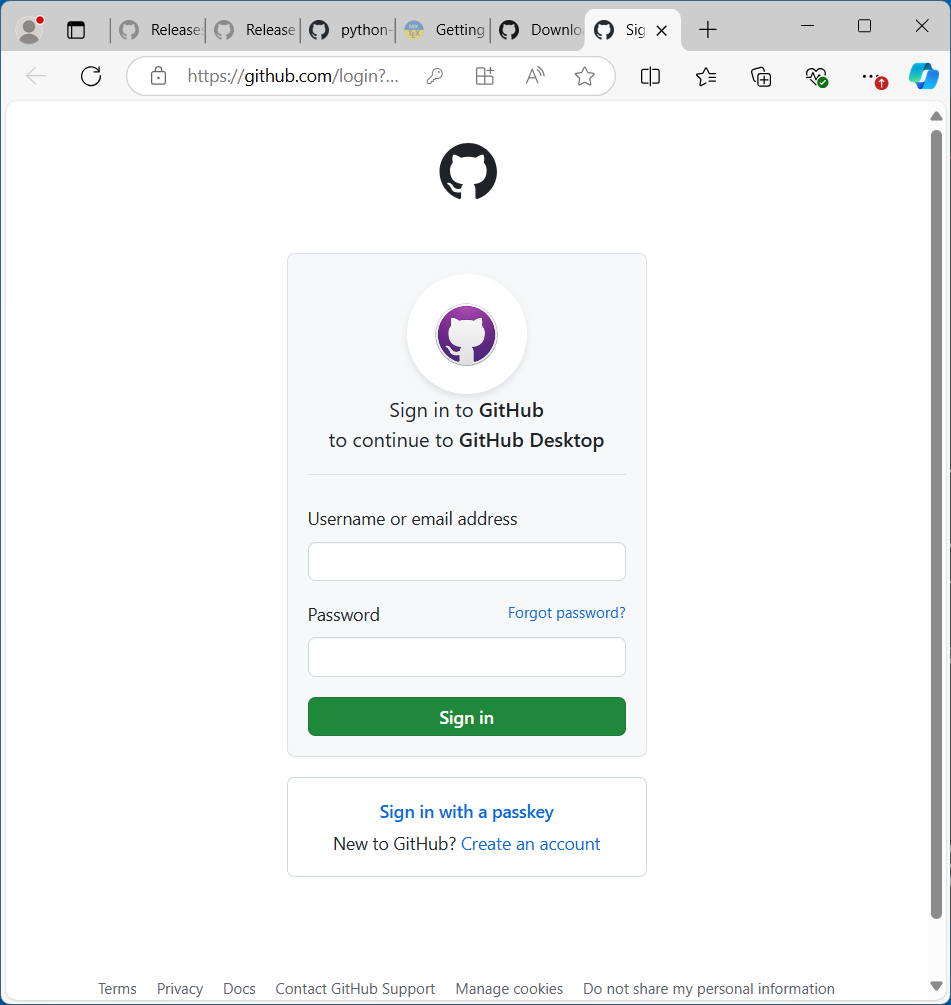 Releases
Release
python-
Getting
Downlo
Sig
https://github.com/login?...
Sign in to GitHub
to continue to GitHub Desktop
Username or email address
Password
Forgot password?
Sign in
Sign in with a passkey
New to GitHub? Create an account
Terms Privacy Docs Contact GitHub Support Manage cookies Do not share my personal information